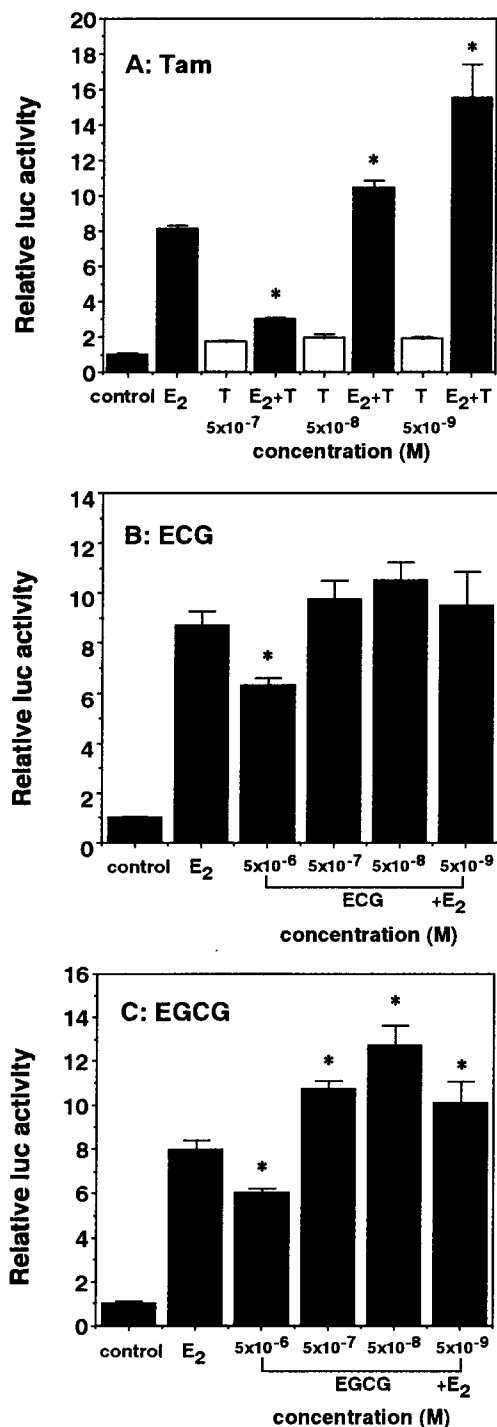 A: Tam
Relative luc activity
20
18
16
14
12
10
8
6
4
2
0
*
*
*
control E₂ T E₂+T T E₂+T T E₂+T
5x10⁻⁷ 5x10⁻⁸ 5x10⁻⁹
concentration (M)
B: ECG
Relative luc activity
14
12
10
8
6
4
2
0
*
control E₂ 5x10⁻⁶ 5x10⁻⁷ 5x10⁻⁸ 5x10⁻⁹
ECG +E₂
concentration (M)
C: EGCG
Relative luc activity
16
14
12
10
8
6
4
2
0
*
*
*
*
control E₂ 5x10⁻⁶ 5x10⁻⁷ 5x10⁻⁸ 5x10⁻⁹
EGCG +E₂
concentration (M)